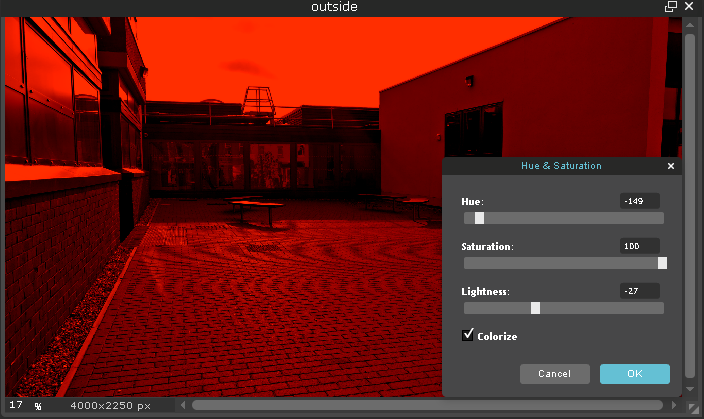 outside
Hue & Saturation
Hue: -149
Saturation: 100
Lightness: -27
Colorize
Cancel OK
17 % 4000x2250 px